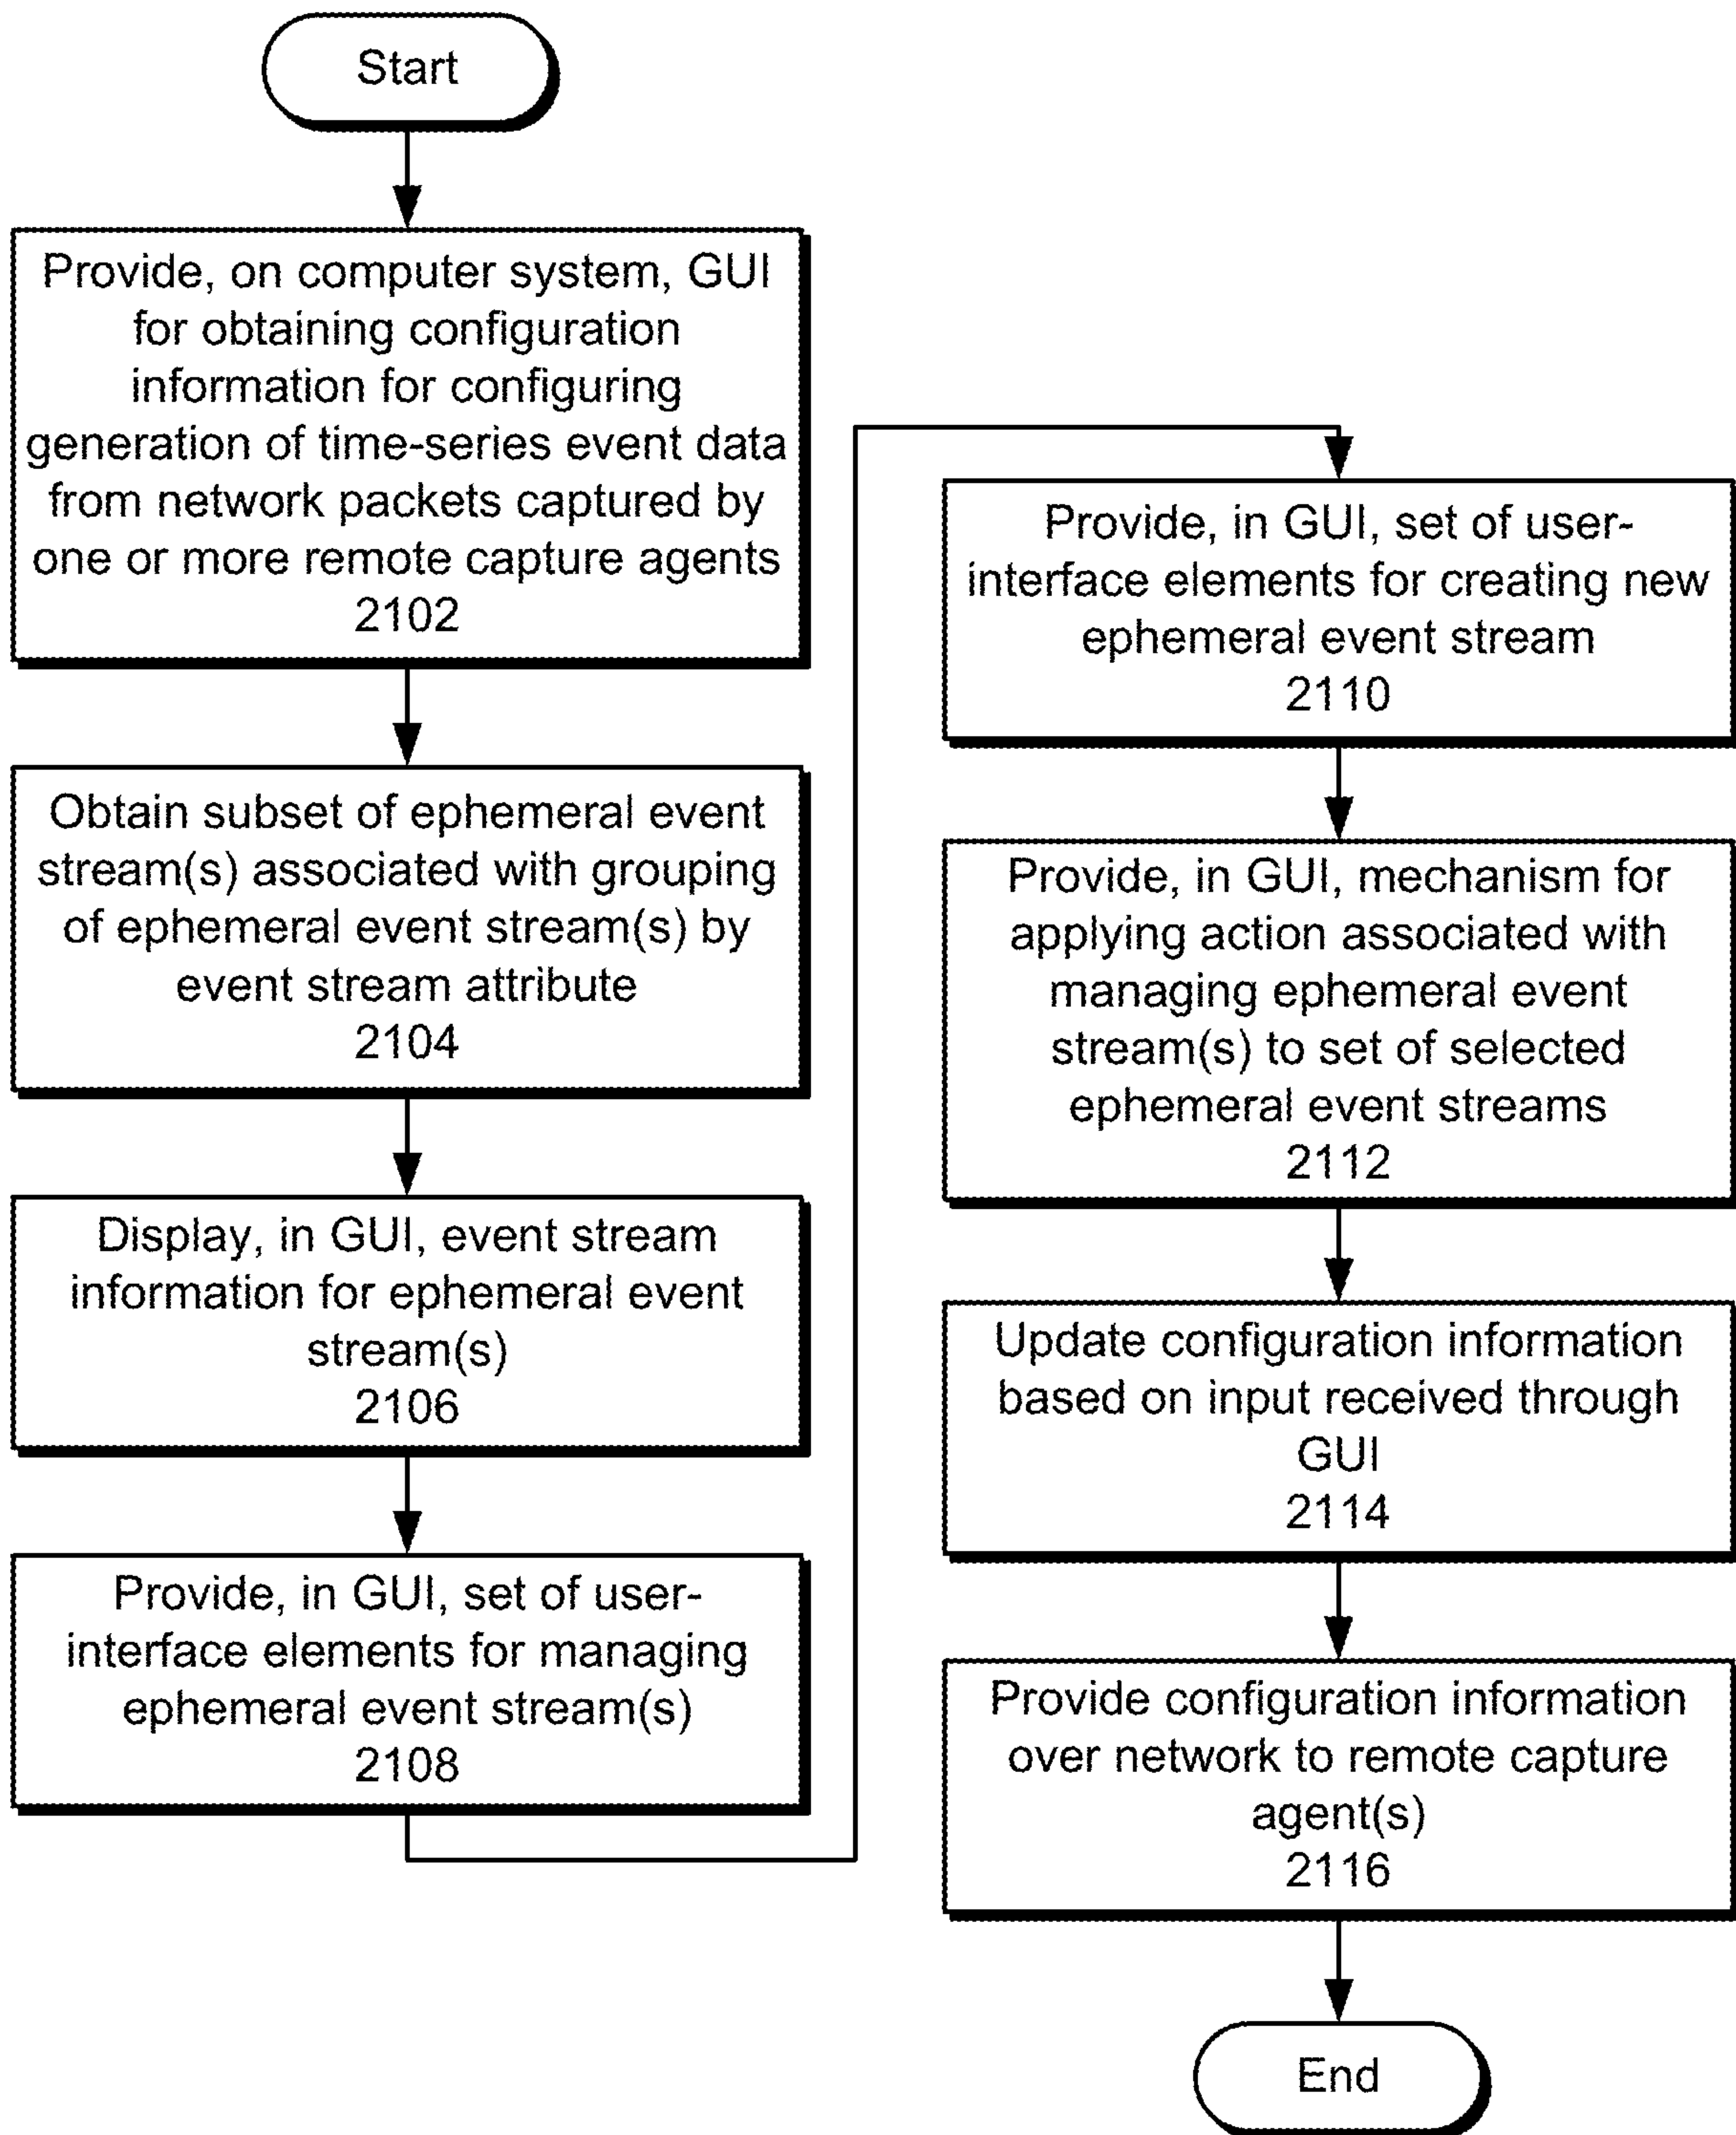 Start
Provide, on computer system, GUI
for obtaining configuration
information for configuring
generation of time-series event data
from network packets captured by
one or more remote capture agents
2102
Obtain subset of ephemeral event
stream(s) associated with grouping
of ephemeral event stream(s) by
event stream attribute
2104
Display, in GUI, event stream
information for ephemeral event
stream(s)
2106
Provide, in GUI, set of user-
interface elements for managing
ephemeral event stream(s)
2108
Provide, in GUI, set of user-
interface elements for creating new
ephemeral event stream
2110
Provide, in GUI, mechanism for
applying action associated with
managing ephemeral event
stream(s) to set of selected
ephemeral event streams
2112
Update configuration information
based on input received through
GUI
2114
Provide configuration information
over network to remote capture
agent(s)
2116
End